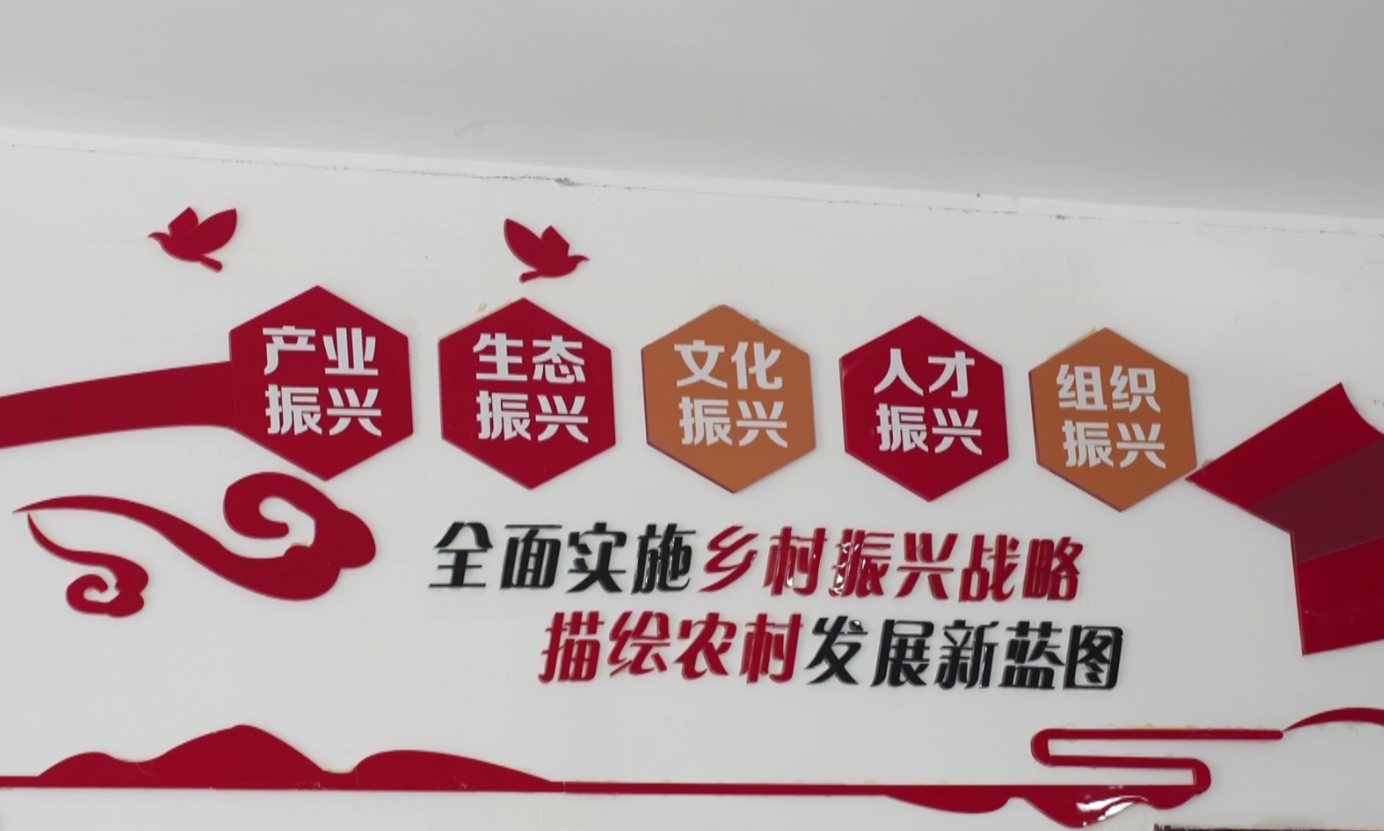 产业
振兴
生态
振兴
文化
振兴
人才
振兴
组织
振兴
全面实施乡村振兴战略
描绘农村发展新蓝图